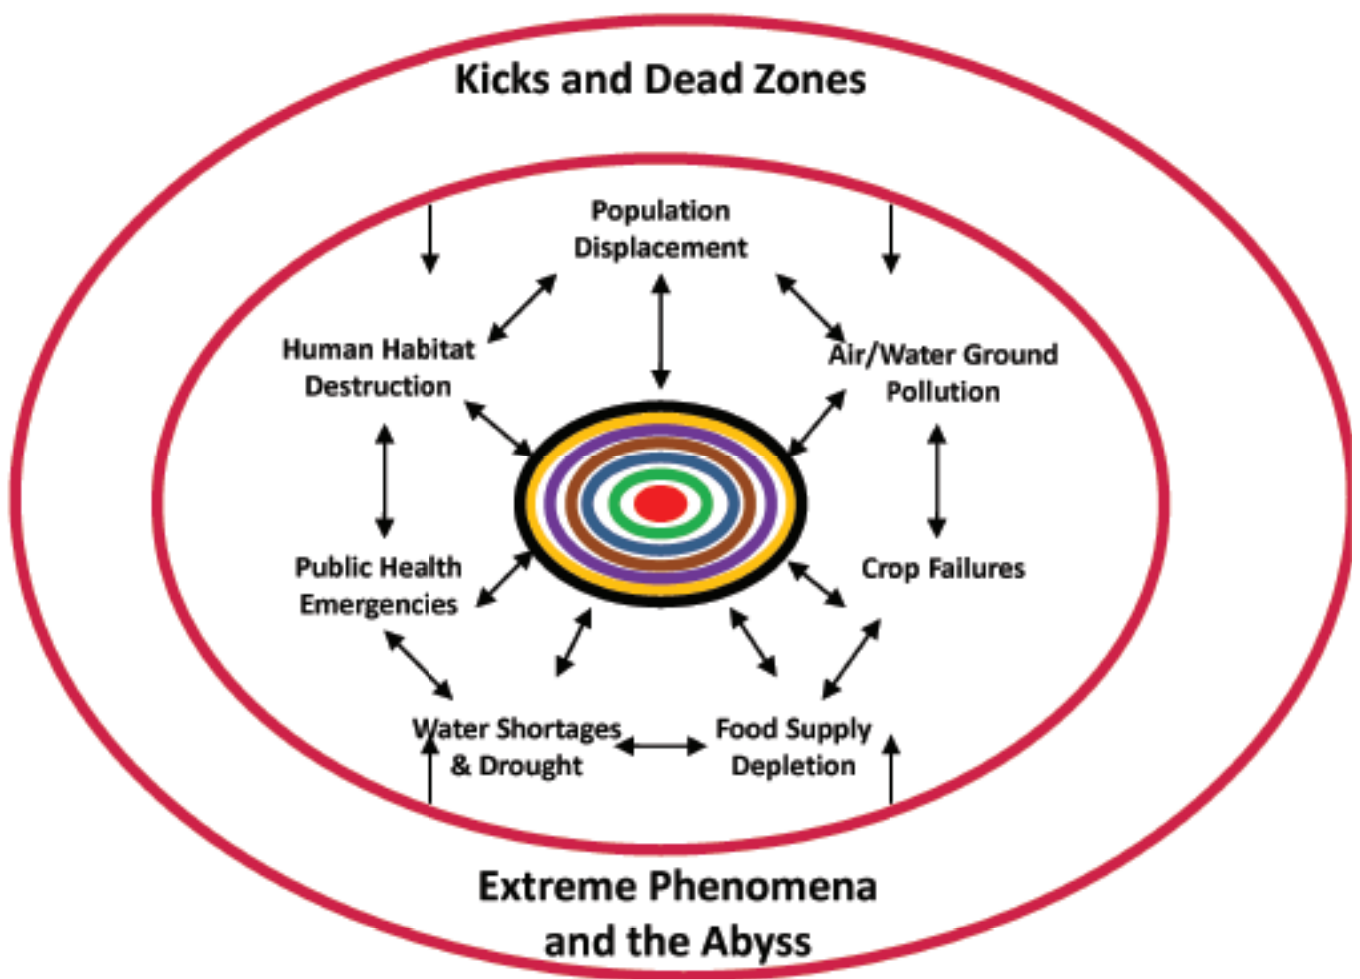 Kicks and Dead Zones
Population
Displacement
Human Habitat
Destruction
Air/Water Ground
Pollution
Public Health
Emergencies
Crop Failures
Water Shortages
& Drought
Food Supply
Depletion
Extreme Phenomena
and the Abyss